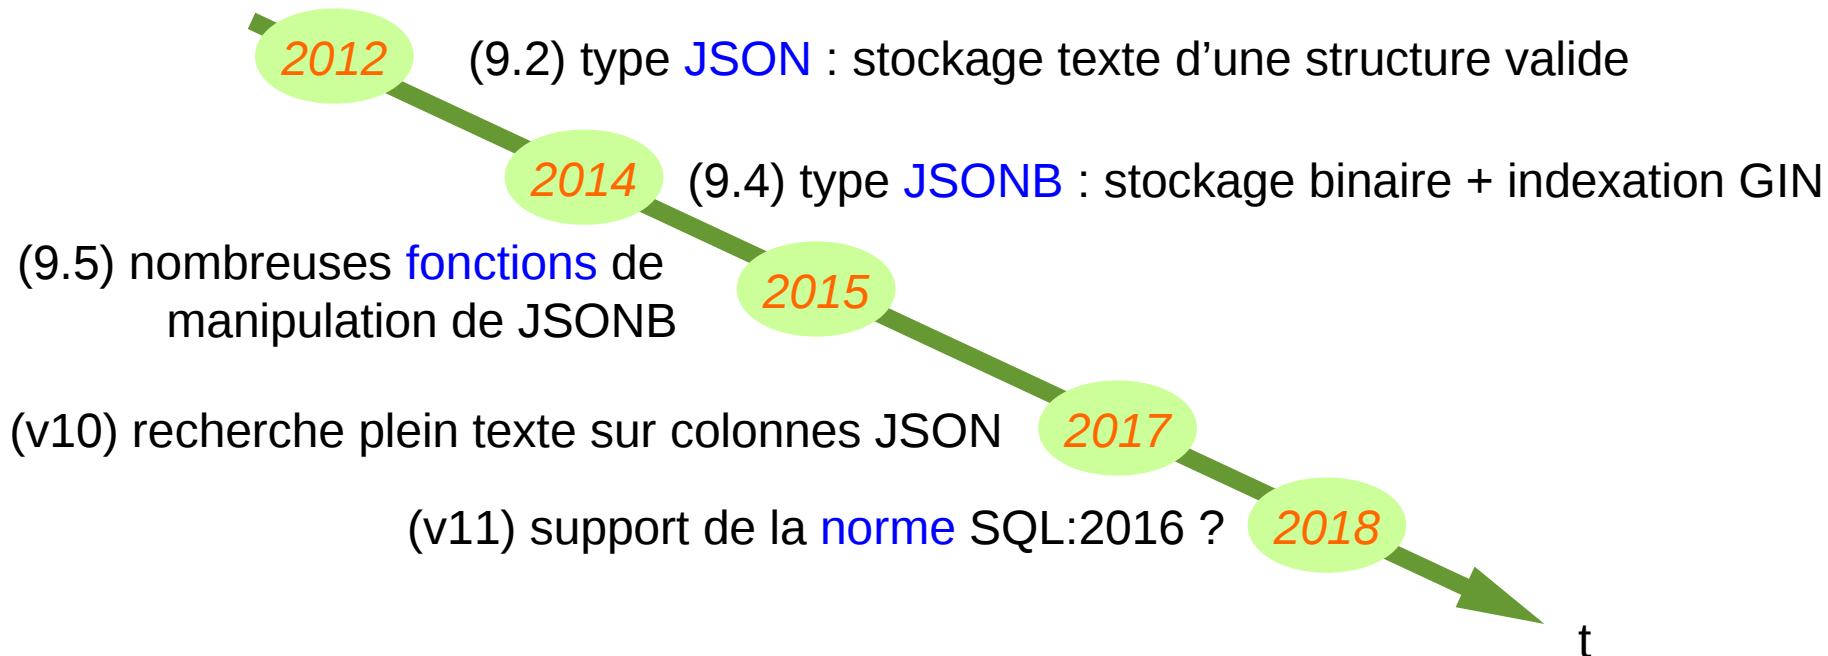 2012
(9.2) type JSON : stockage texte d’une structure valide
2014
(9.4) type JSONB : stockage binaire + indexation GIN
(9.5) nombreuses fonctions de
manipulation de JSONB
2015
(v10) recherche plein texte sur colonnes JSON
2017
(v11) support de la norme SQL:2016 ?
2018
t